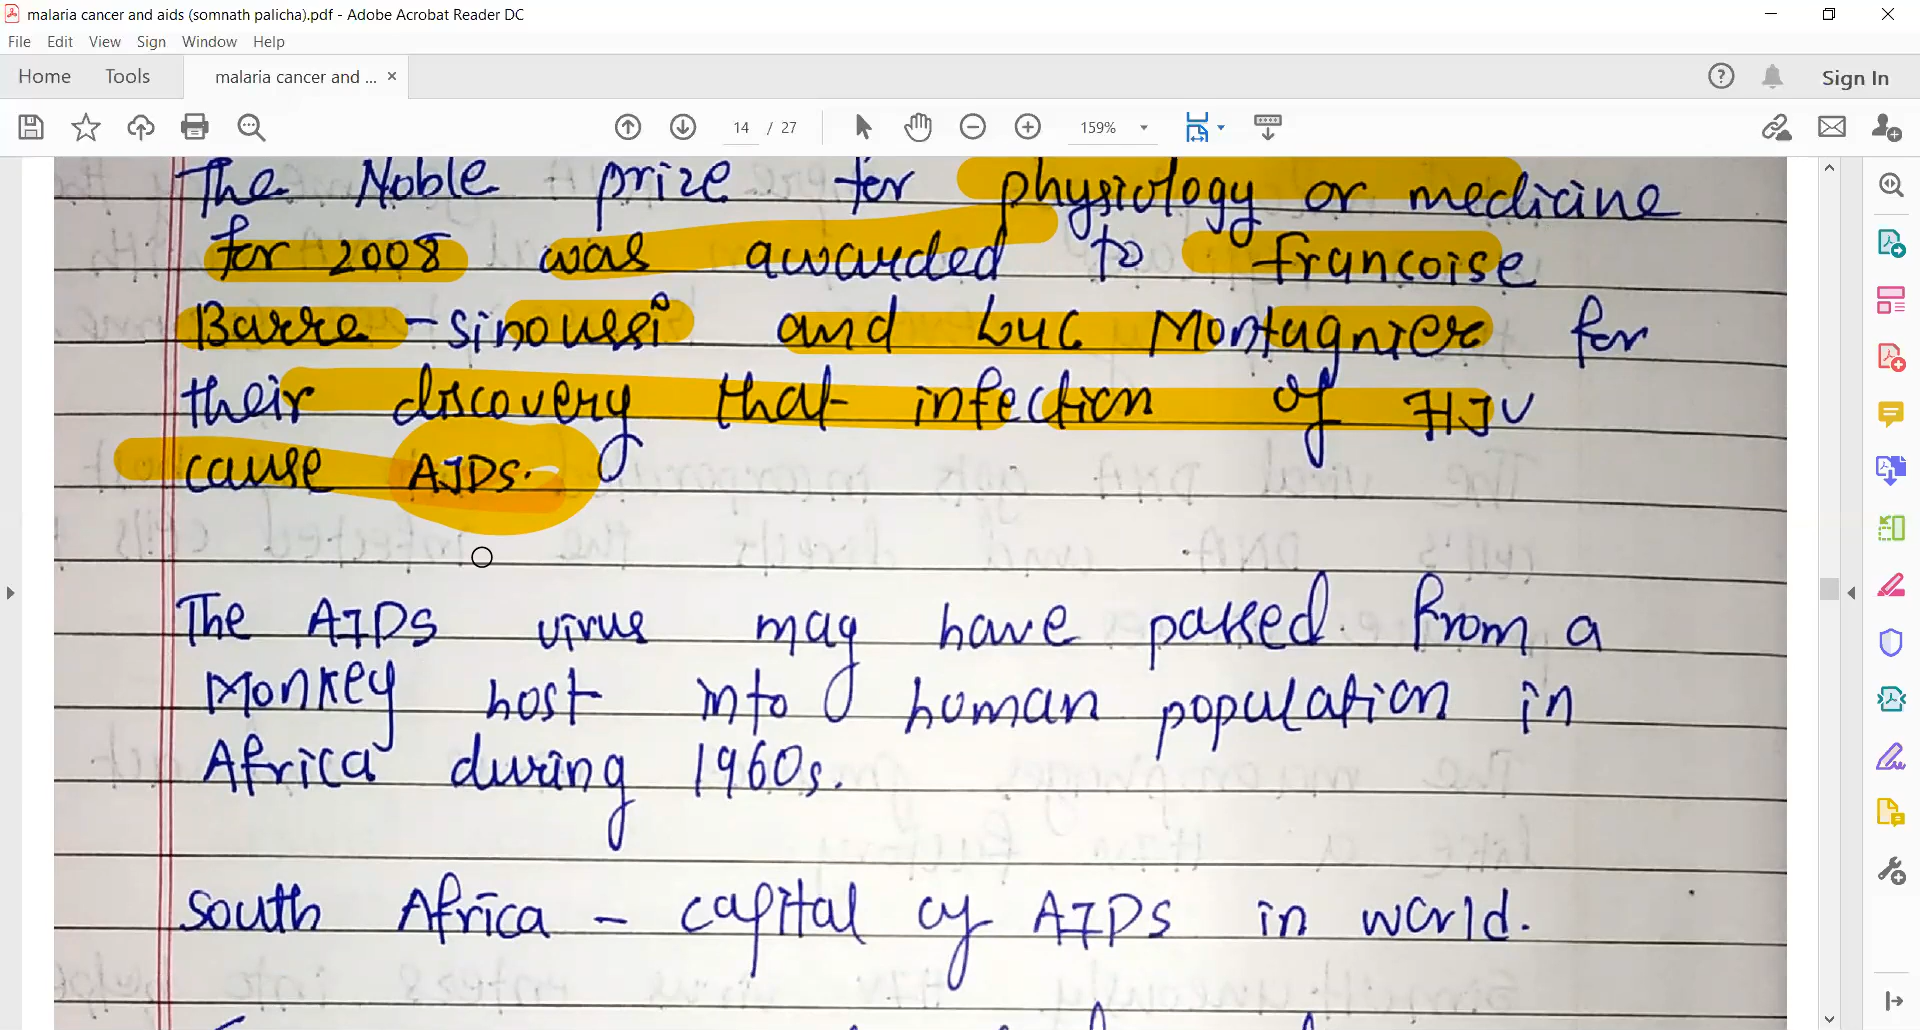 malaria cancer and aids (somnath palicha).pdf - Adobe Acrobat Reader DC
File Edit View Sign Window Help
Home Tools malaria cancer and ... × Sign In
14 / 27 159%
The Noble prize for physiology or medicine
for 2008 was awarded to francoise
Barre -sinoussi and Luc Montagnier for
their discovery that infection of HIV
cause AIDs.
The AIDs virus may have passed from a
Monkey host into human population in
Africa during 1960s.
South Africa - capital of AIDS in world.